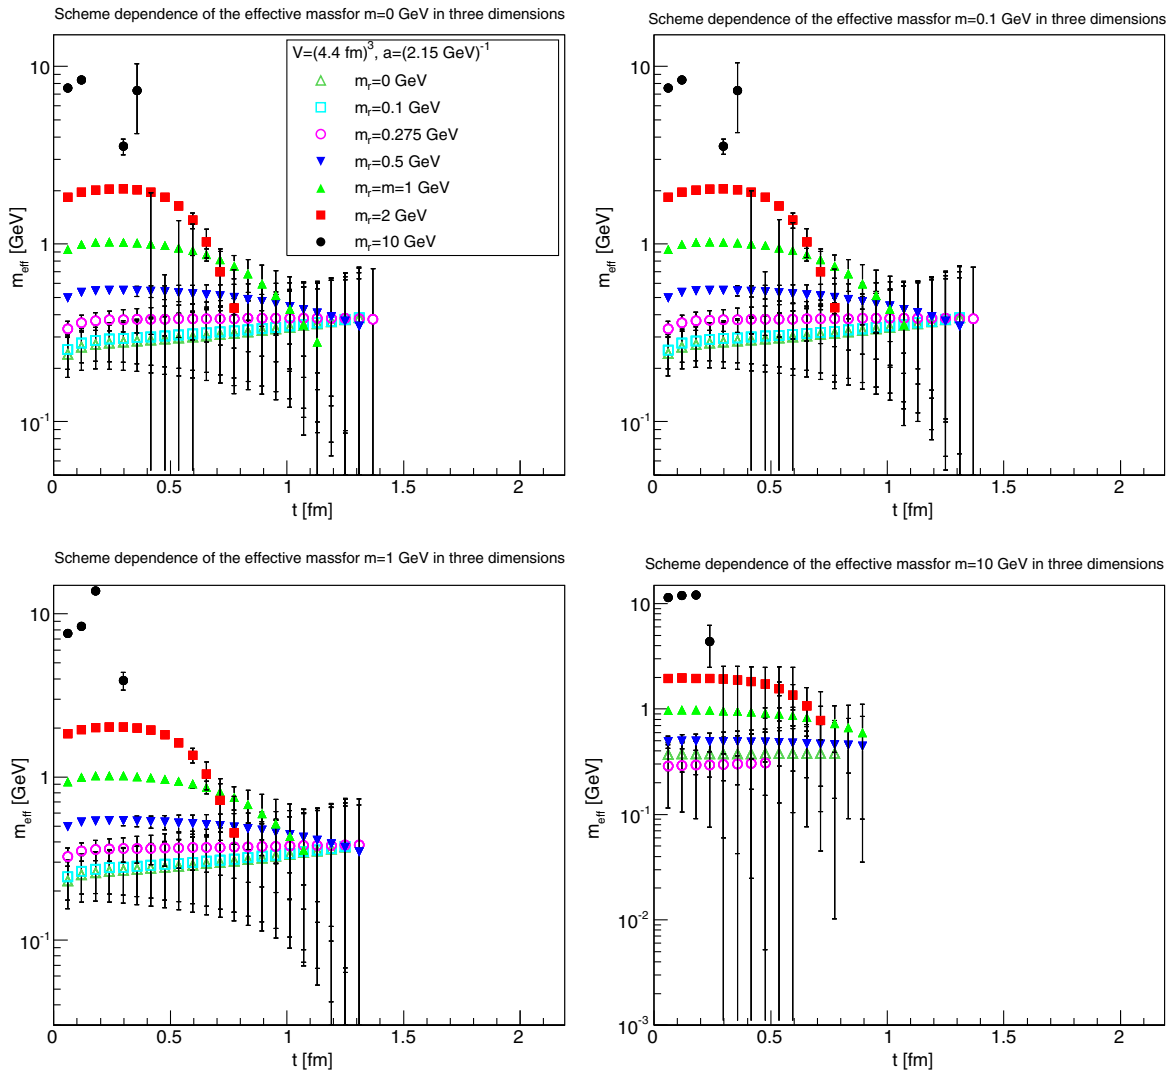 Scheme dependence of the effective massfor m=0 GeV in three dimensions
m_eff [GeV]
10
1
10^-1
V=(4.4 fm)^3, a=(2.15 GeV)^-1
m_r=0 GeV
m_r=0.1 GeV
m_r=0.275 GeV
m_r=0.5 GeV
m_r=m=1 GeV
m_r=2 GeV
m_r=10 GeV
0 0.5 1 1.5 2
t [fm]
Scheme dependence of the effective massfor m=0.1 GeV in three dimensions
m_eff [GeV]
10
1
10^-1
0 0.5 1 1.5 2
t [fm]
Scheme dependence of the effective massfor m=1 GeV in three dimensions
m_eff [GeV]
10
1
10^-1
0 0.5 1 1.5 2
t [fm]
Scheme dependence of the effective massfor m=10 GeV in three dimensions
m_eff [GeV]
10
1
10^-1
10^-2
10^-3
0 0.5 1 1.5 2
t [fm]